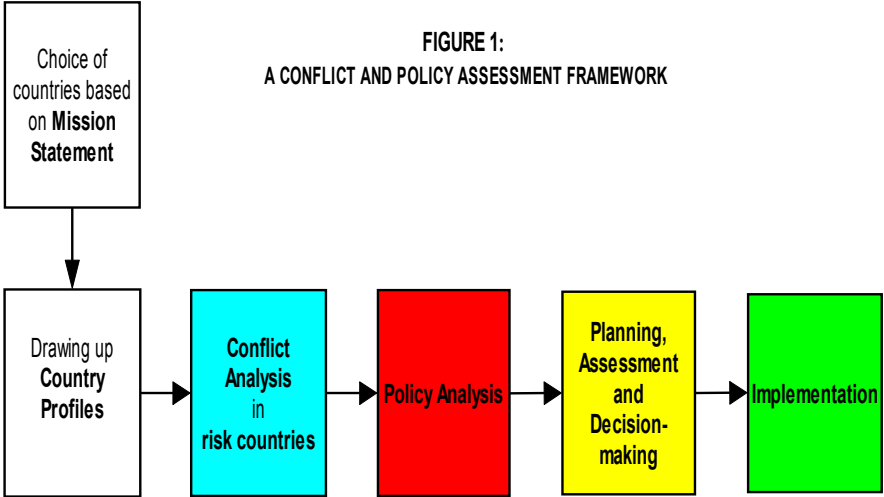 Choice of
countries based
on Mission
Statement
FIGURE 1:
A CONFLICT AND POLICY ASSESSMENT FRAMEWORK
Drawing up
Country
Profiles
Conflict
Analysis
in
risk countries
Policy Analysis
Planning,
Assessment
and
Decision-
making
Implementation